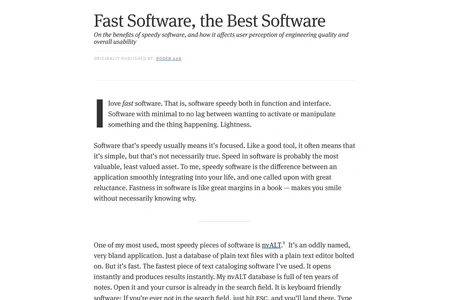 Fast Software, the Best Software
On the benefits of speedy software, and how it affects user perception of engineering quality and
overall usability
ORIGINALLY PUBLISHED AT: RODEN 028
I love fast software. That is, software speedy both in function and interface.
Software with minimal to no lag between wanting to activate or manipulate
something and the thing happening. Lightness.
Software that's speedy usually means it's focused. Like a good tool, it often means that
it's simple, but that's not necessarily true. Speed in software is probably the most
valuable, least valued asset. To me, speedy software is the difference between an
application smoothly integrating into your life, and one called upon with great
reluctance. Fastness in software is like great margins in a book — makes you smile
without necessarily knowing why.
One of my most used, most speedy pieces of software is nvALT.¹ It's an oddly named,
very bland application. Just a database of plain text files with a plain text editor bolted
on. But it's fast. The fastest piece of text cataloging software I've used. It opens
instantly and produces results instantly. My nvALT database is full of ten years of
notes. Open it and your cursor is already in the search field. It is keyboard friendly
software: If you're ever not in the search field, just hit ESC, and you'll land there. Type